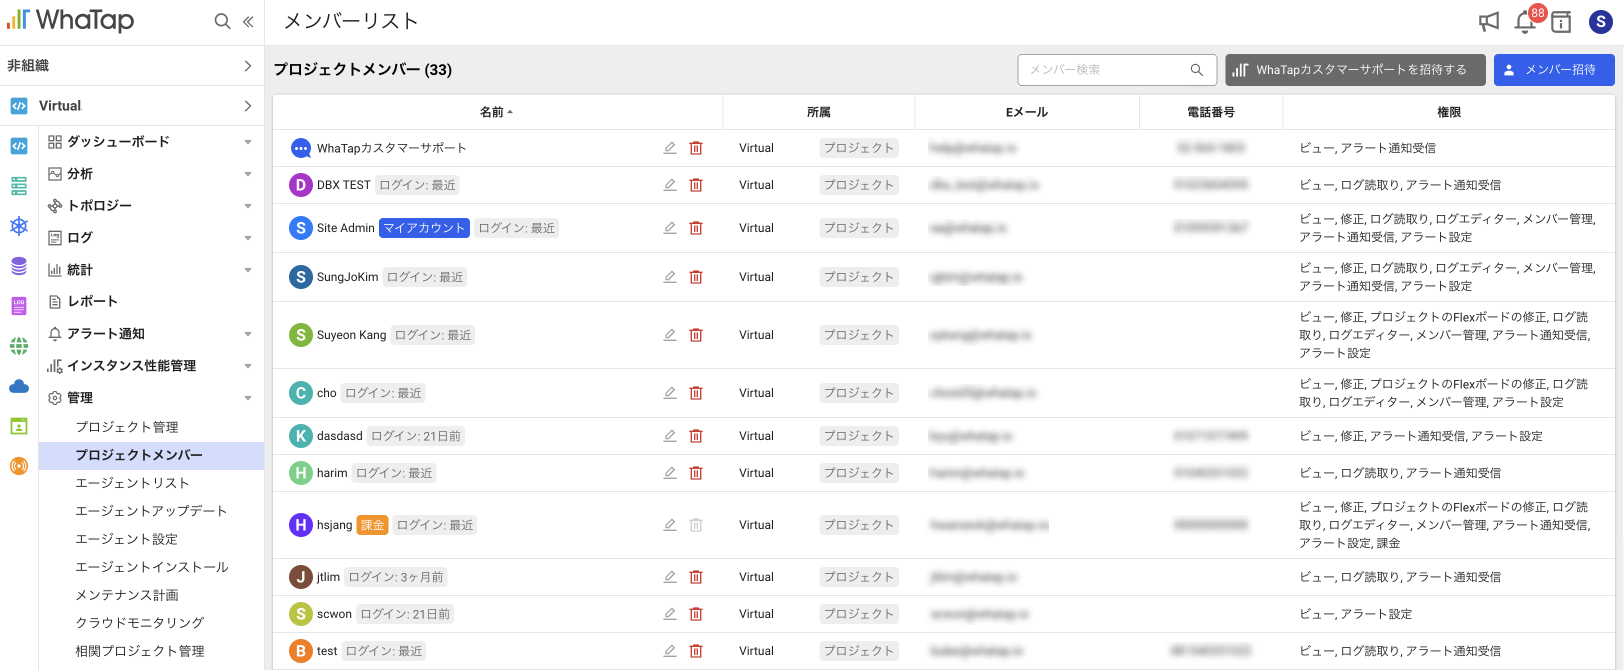 WhaTap
メンバーリスト
88
S
非組織
Virtual
ダッシューボード
分析
トポロジー
ログ
統計
レポート
アラート通知
インスタンス性能管理
管理
プロジェクト管理
プロジェクトメンバー
エージェントリスト
エージェントアップデート
エージェント設定
エージェントインストール
メンテナンス計画
クラウドモニタリング
相関プロジェクト管理
プロジェクトメンバー (33)
メンバー検索
WhaTapカスタマーサポートを招待する
メンバー招待
名前 所属 Eメール 電話番号 権限
WhaTapカスタマーサポート Virtual プロジェクト ビュー, アラート通知受信
D DBX TEST ログイン: 最近 Virtual プロジェクト ビュー, ログ読取り, アラート通知受信
S Site Admin マイアカウント ログイン: 最近 Virtual プロジェクト ビュー, 修正, ログ読取り, ログエディター, メンバー管理,
アラート通知受信, アラート設定
S SungJoKim ログイン: 最近 Virtual プロジェクト ビュー, 修正, ログ読取り, ログエディター, メンバー管理,
アラート通知受信, アラート設定
S Suyeon Kang ログイン: 最近 Virtual プロジェクト ビュー, 修正, プロジェクトのFlexボードの修正, ログ読
取り, ログエディター, メンバー管理, アラート通知受信,
アラート設定
C cho ログイン: 最近 Virtual プロジェクト ビュー, 修正, プロジェクトのFlexボードの修正, ログ読
取り, ログエディター, メンバー管理, アラート設定
K dasdasd ログイン: 21日前 Virtual プロジェクト ビュー, 修正, アラート通知受信, アラート設定
H harim ログイン: 最近 Virtual プロジェクト ビュー, ログ読取り, アラート通知受信
H hsjang 課金 ログイン: 最近 Virtual プロジェクト ビュー, 修正, プロジェクトのFlexボードの修正, ログ読
取り, ログエディター, メンバー管理, アラート通知受信,
アラート設定, 課金
J jtlim ログイン: 3ヶ月前 Virtual プロジェクト ビュー, ログ読取り, アラート通知受信
S scwon ログイン: 21日前 Virtual プロジェクト ビュー, アラート設定
B test ログイン: 最近 Virtual プロジェクト ビュー, ログ読取り, アラート通知受信